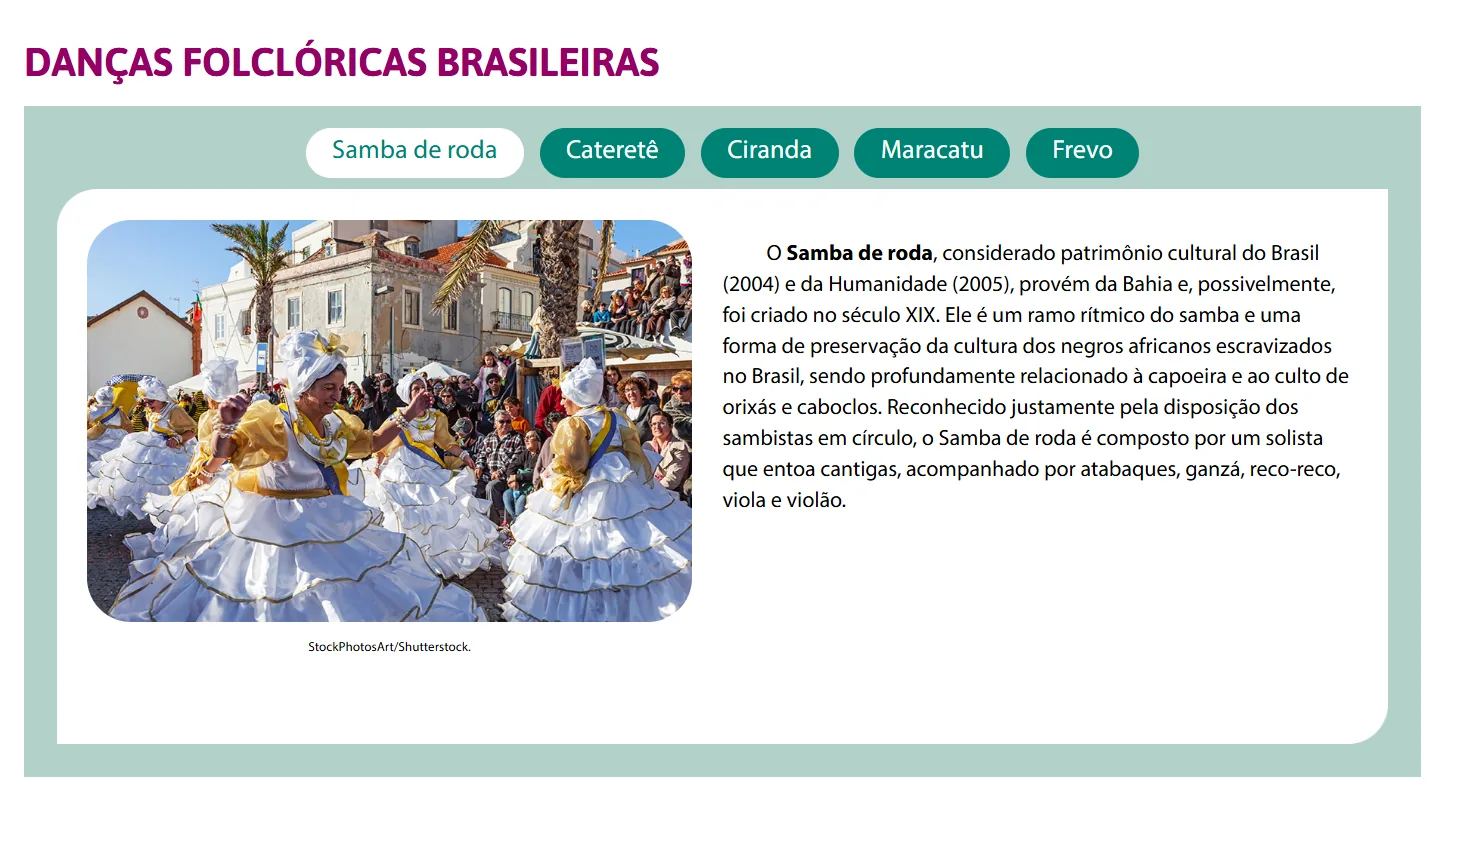 DANÇAS FOLCLÓRICAS BRASILEIRAS
Samba de roda
Cateretê
Ciranda
Maracatu
Frevo
O Samba de roda, considerado patrimônio cultural do Brasil
(2004) e da Humanidade (2005), provém da Bahia e, possivelmente,
foi criado no século XIX. Ele é um ramo rítmico do samba e uma
forma de preservação da cultura dos negros africanos escravizados
no Brasil, sendo profundamente relacionado à capoeira e ao culto de
orixás e caboclos. Reconhecido justamente pela disposição dos
sambistas em círculo, o Samba de roda é composto por um solista
que entoa cantigas, acompanhado por atabaques, ganzá, reco-reco,
viola e violão.
StockPhotosArt/Shutterstock.